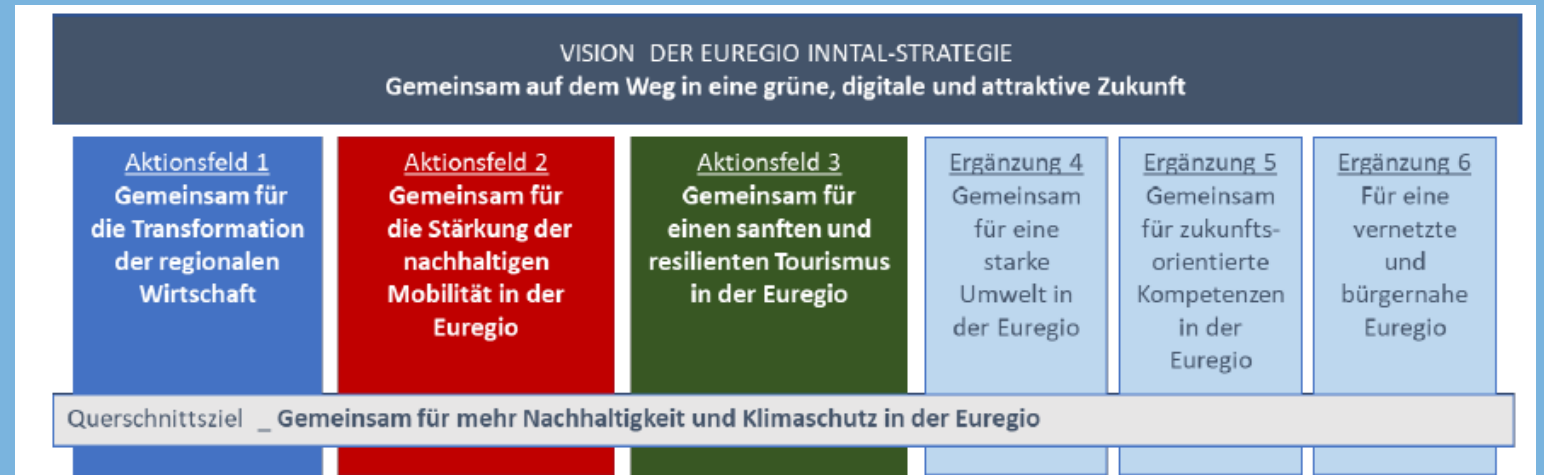 VISION DER EUREGIO INNTAL-STRATEGIE
Gemeinsam auf dem Weg in eine grüne, digitale und attraktive Zukunft
Aktionsfeld 1
Gemeinsam für
die Transformation
der regionalen
Wirtschaft
Aktionsfeld 2
Gemeinsam für
die Stärkung der
nachhaltigen
Mobilität in der
Euregio
Aktionsfeld 3
Gemeinsam für
einen sanften und
resilienten Tourismus
in der Euregio
Ergänzung 4
Gemeinsam
für eine
starke
Umwelt in
der Euregio
Ergänzung 5
Gemeinsam
für zukunfts-
orientierte
Kompetenzen
in der
Euregio
Ergänzung 6
Für eine
vernetzte
und
bürgernahe
Euregio
Querschnittsziel _ Gemeinsam für mehr Nachhaltigkeit und Klimaschutz in der Euregio